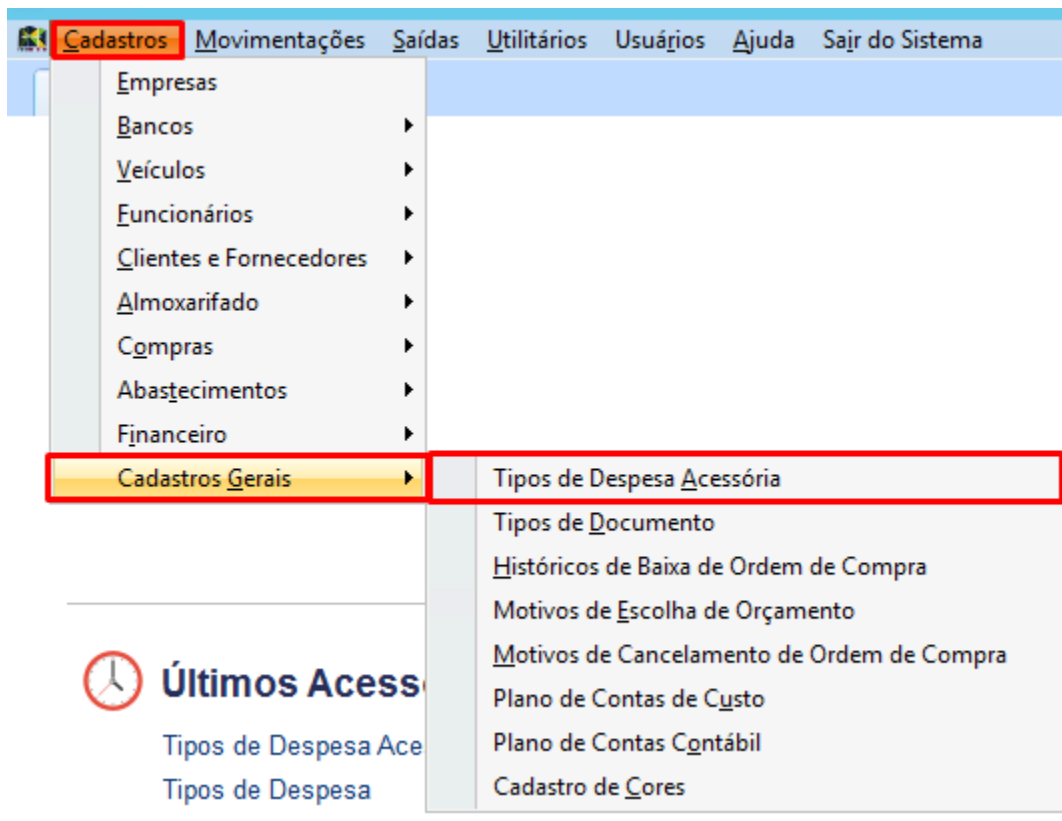 Cadastros Movimentações Saídas Utilitários Usuários Ajuda Sair do Sistema
Empresas
Bancos
Veículos
Funcionários
Clientes e Fornecedores
Almoxarifado
Compras
Abastecimentos
Financeiro
Cadastros Gerais
Tipos de Despesa Acessória
Tipos de Documento
Históricos de Baixa de Ordem de Compra
Motivos de Escolha de Orçamento
Motivos de Cancelamento de Ordem de Compra
Plano de Contas de Custo
Plano de Contas Contábil
Cadastro de Cores
Últimos Acess
Tipos de Despesa Ace
Tipos de Despesa